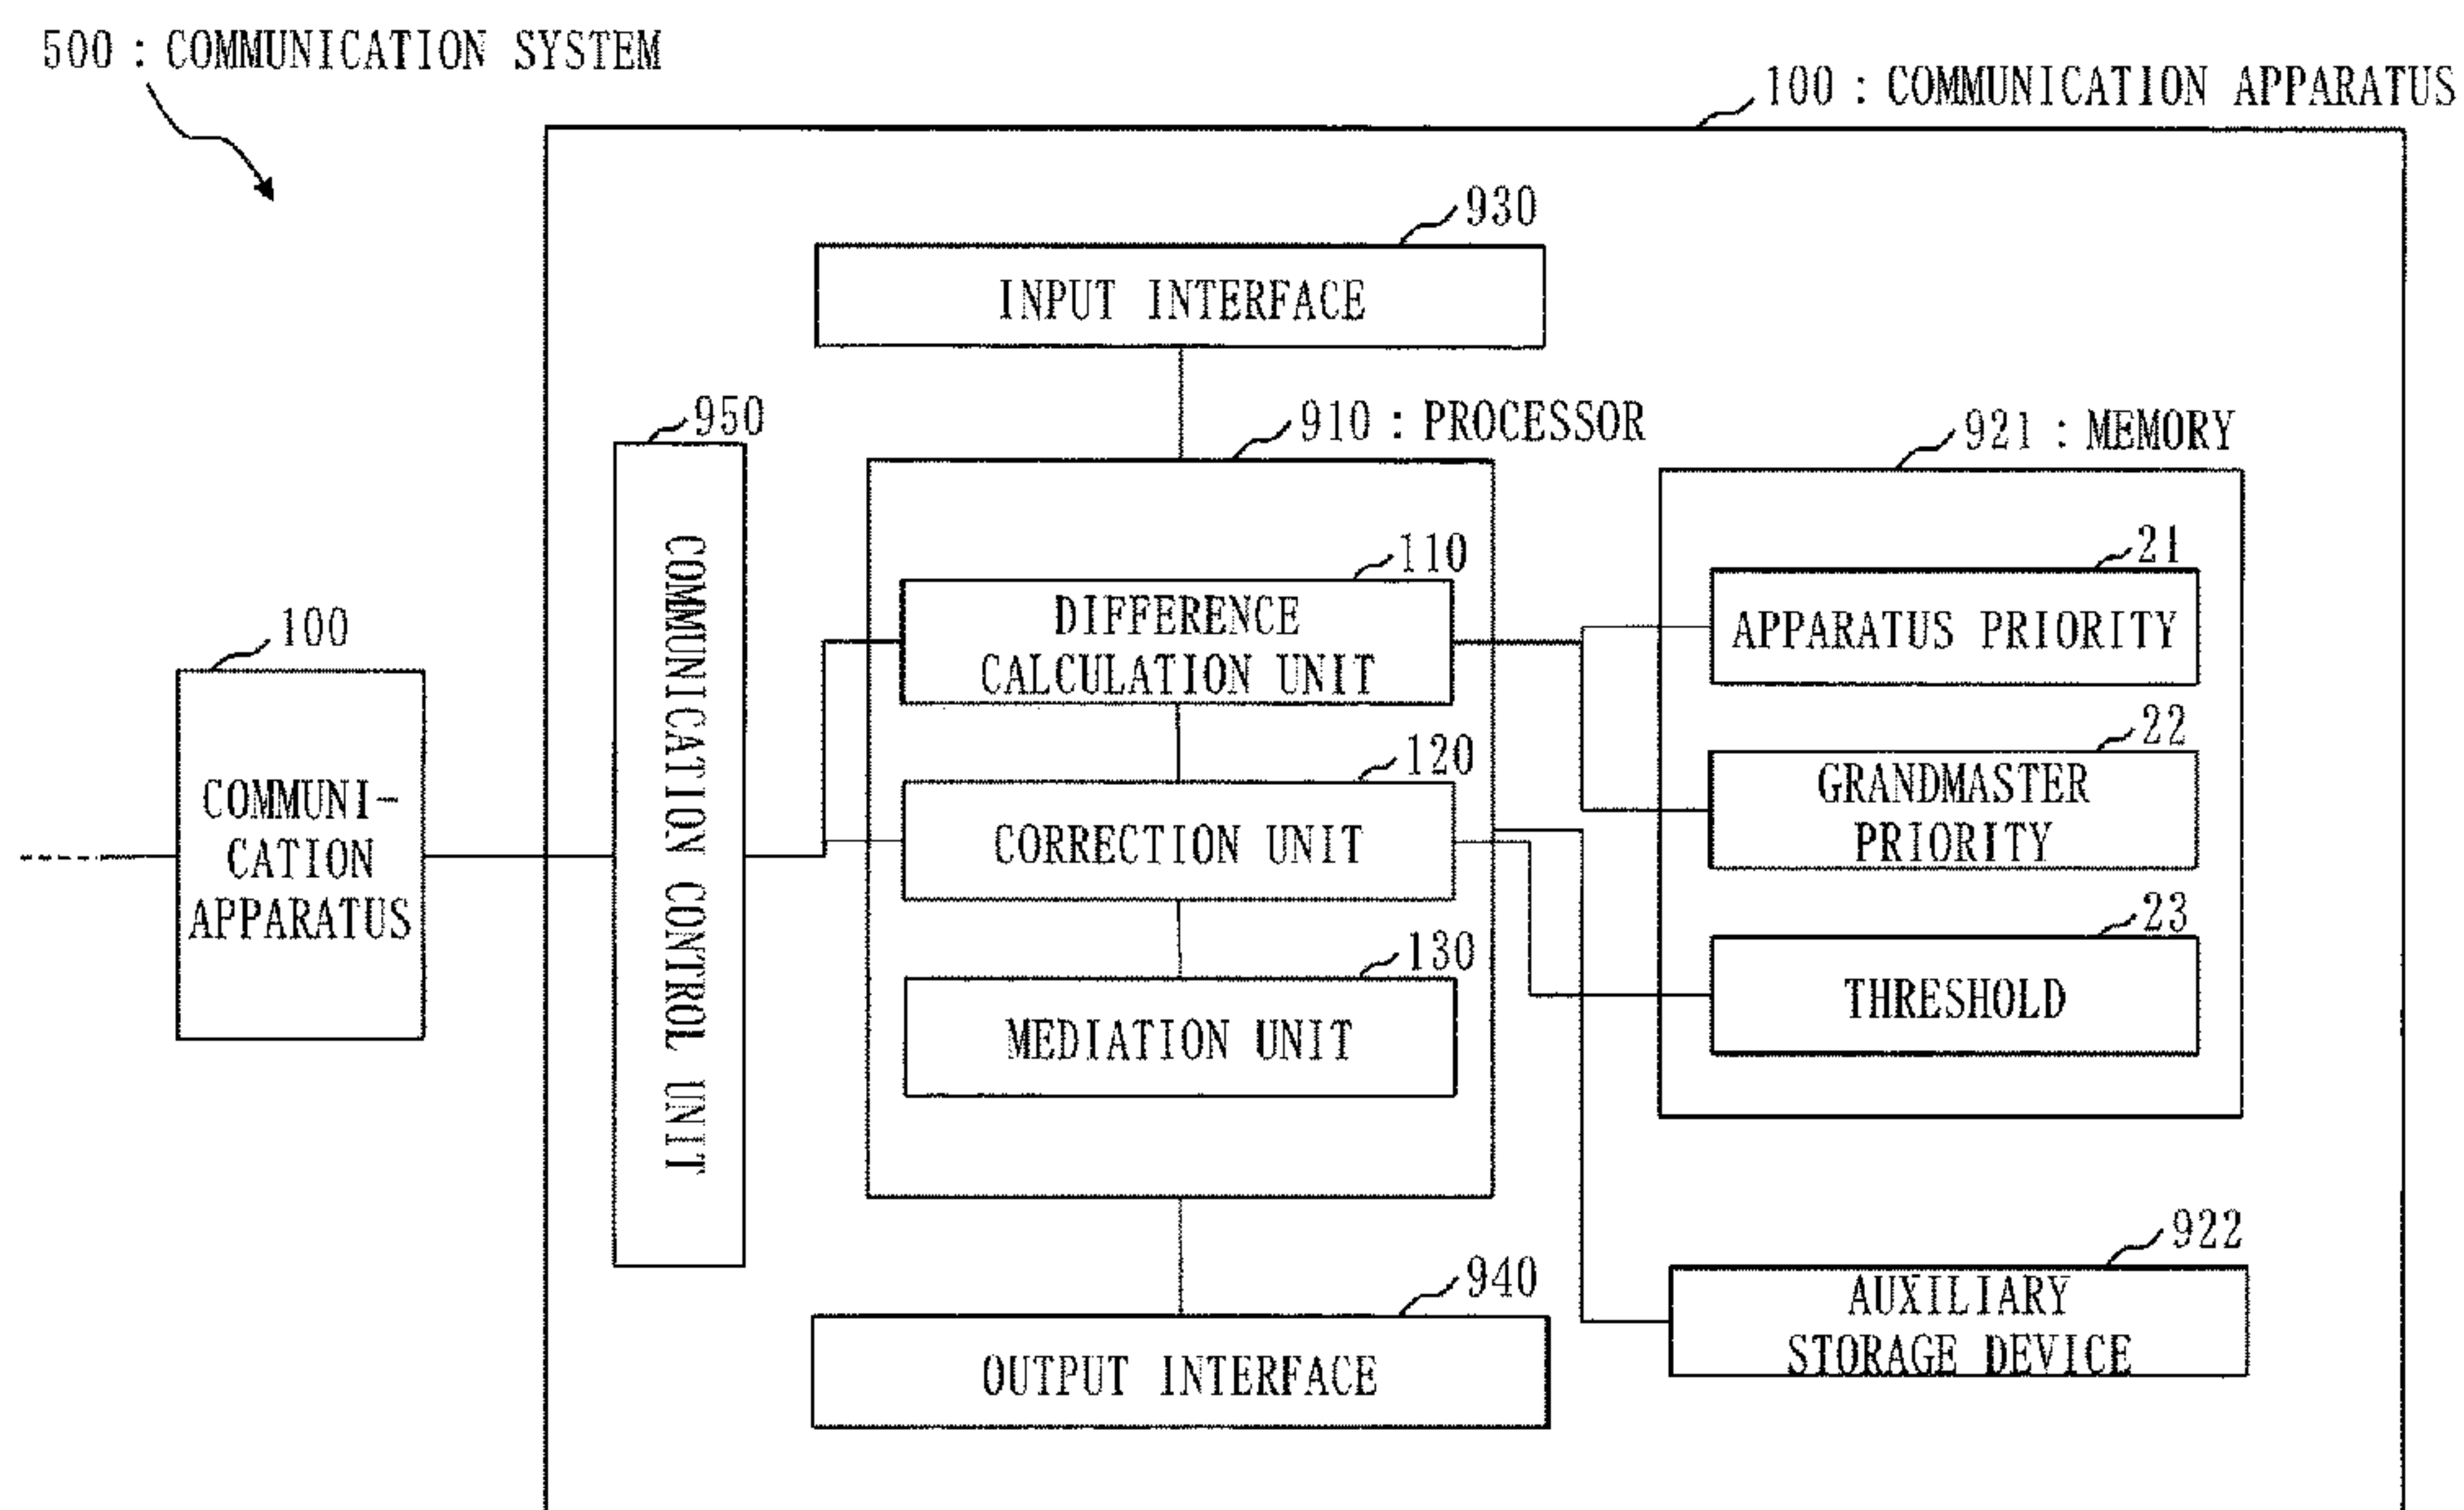 500 : COMMUNICATION SYSTEM
100 : COMMUNICATION APPARATUS
930
INPUT INTERFACE
950
COMMUNICATION CONTROL UNIT
910 : PROCESSOR
921 : MEMORY
110
DIFFERENCE
CALCULATION UNIT
21
APPARATUS PRIORITY
100
COMMUNI-
CATION
APPARATUS
120
CORRECTION UNIT
22
GRANDMASTER
PRIORITY
130
MEDIATION UNIT
23
THRESHOLD
940
OUTPUT INTERFACE
922
AUXILIARY
STORAGE DEVICE